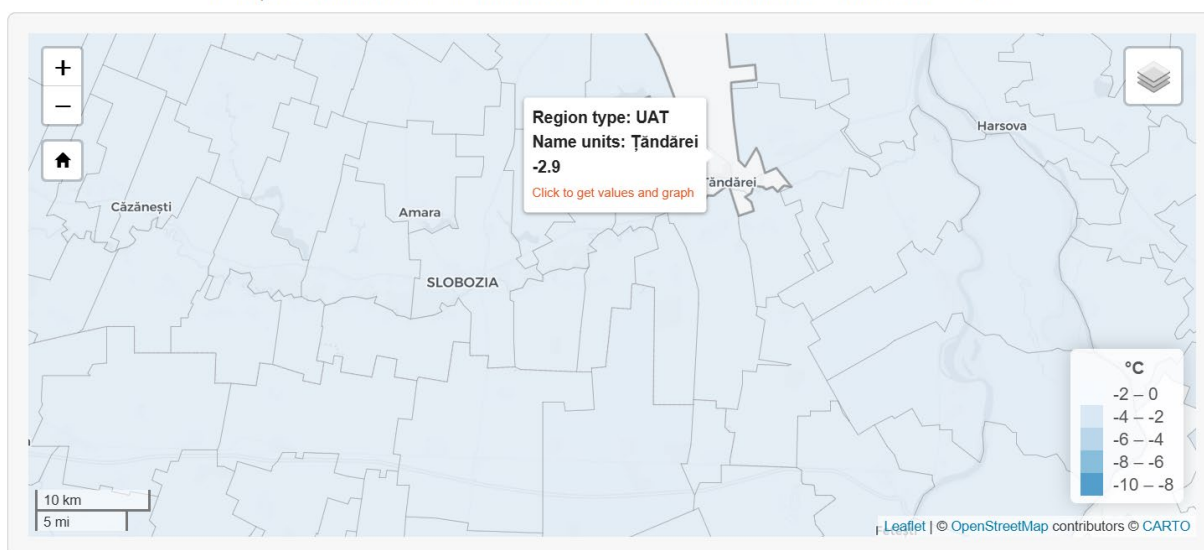 +
−
Region type: UAT
Name units: Țăndărei
-2.9
Click to get values and graph
Harsova
Căzănești
Amara
ăndărei
SLOBOZIA
°C
-2 – 0
-4 – -2
-6 – -4
-8 – -6
-10 – -8
10 km
5 mi
Leaflet | © OpenStreetMap contributors © CARTO